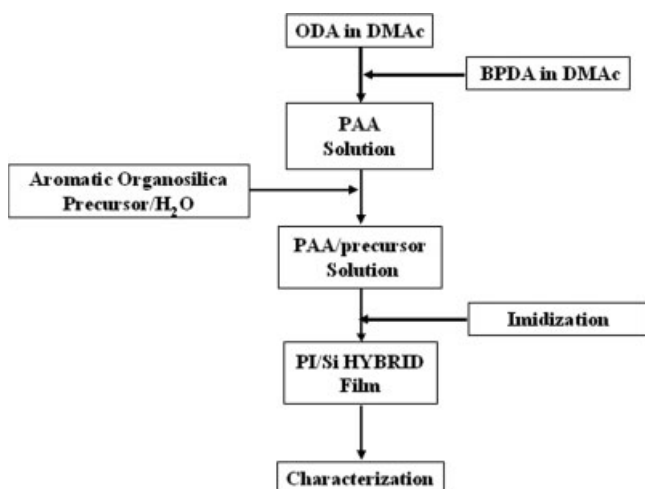 ODA in DMAc
BPDA in DMAc
PAA
Solution
Aromatic Organosilica
Precursor/H₂O
PAA/precursor
Solution
Imidization
PI/Si HYBRID
Film
Characterization